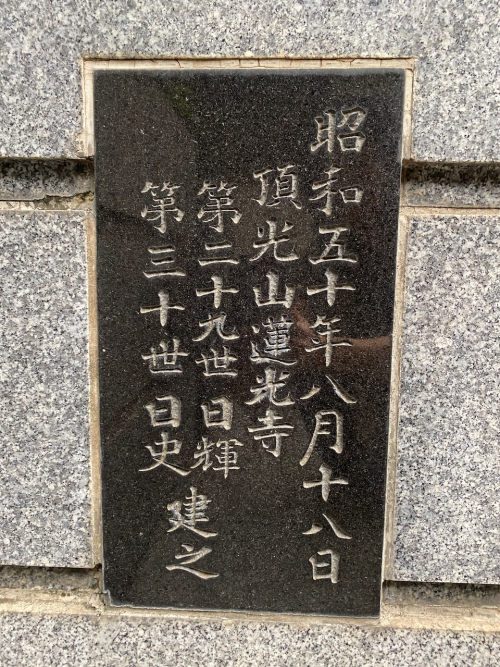 昭和五十年八月十八日
頂光山蓮光寺
第二十九世日輝
第三十世日史
建之